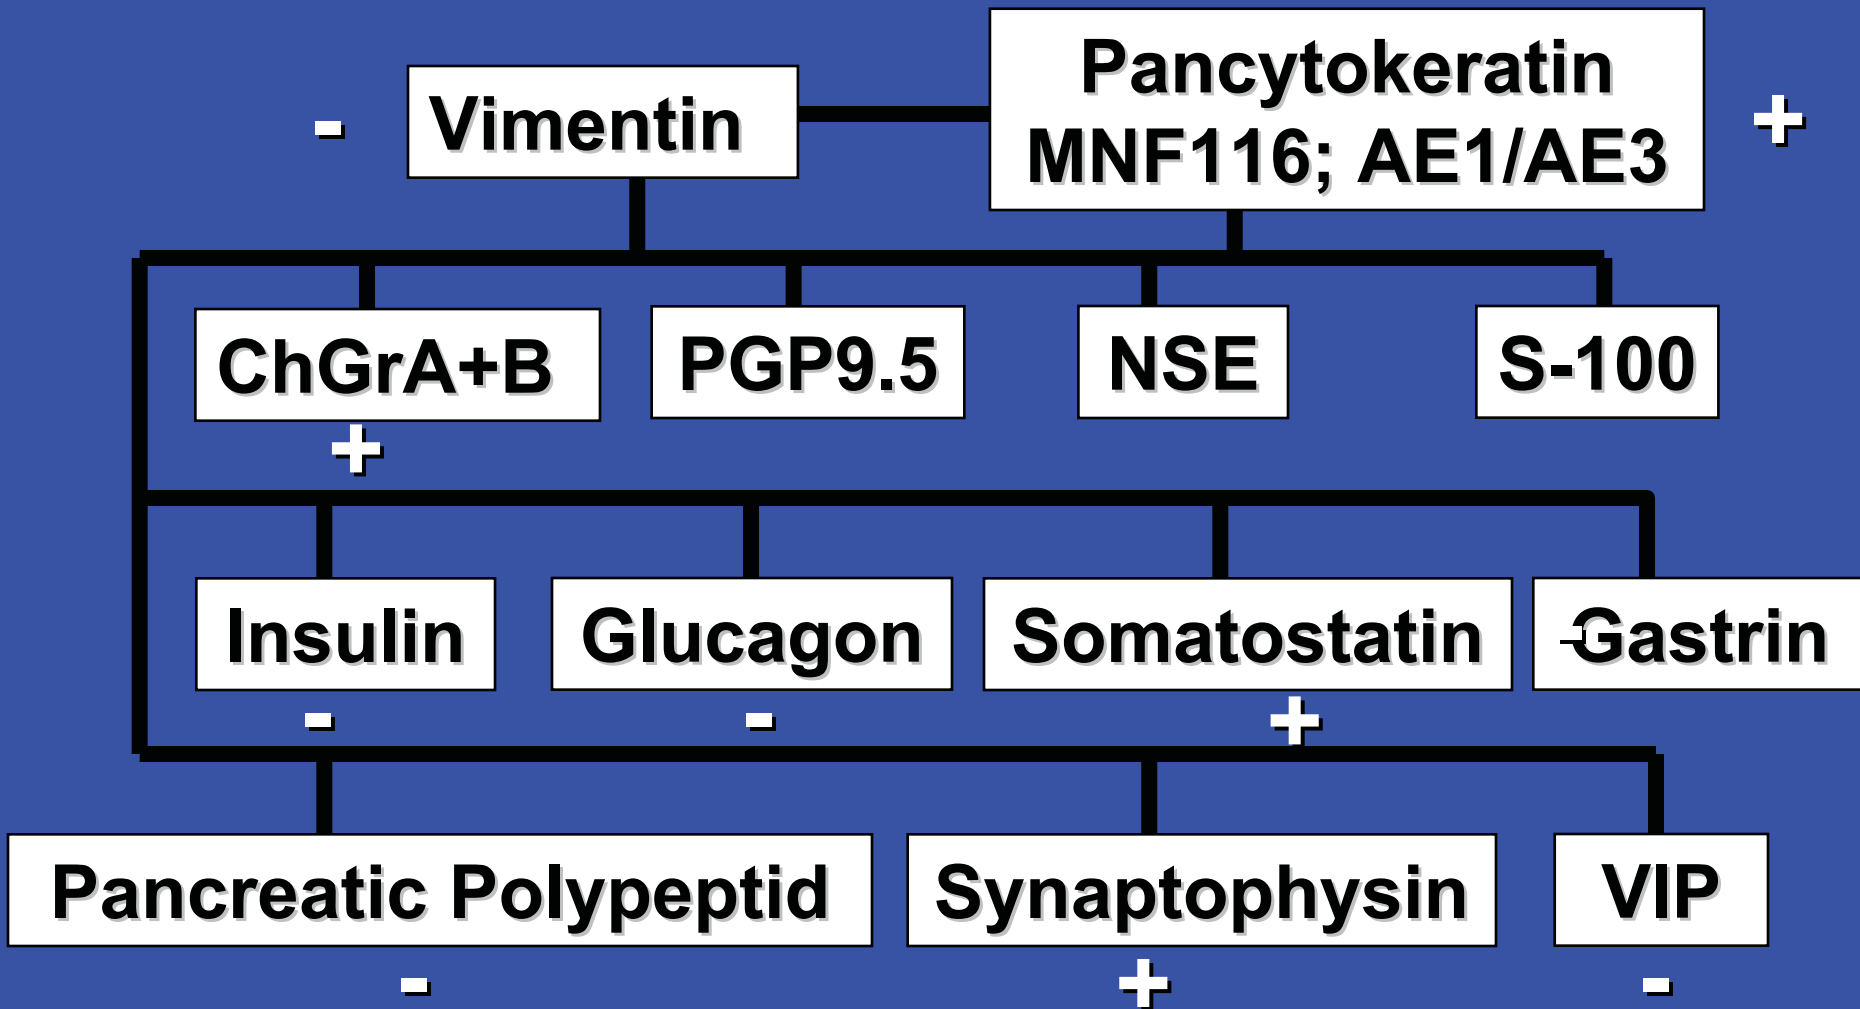 - Vimentin
Pancytokeratin
MNF116; AE1/AE3
+
ChGrA+B PGP9.5 NSE S-100
+
Insulin Glucagon Somatostatin -Gastrin
- - +
Pancreatic Polypeptid Synaptophysin VIP
- + -